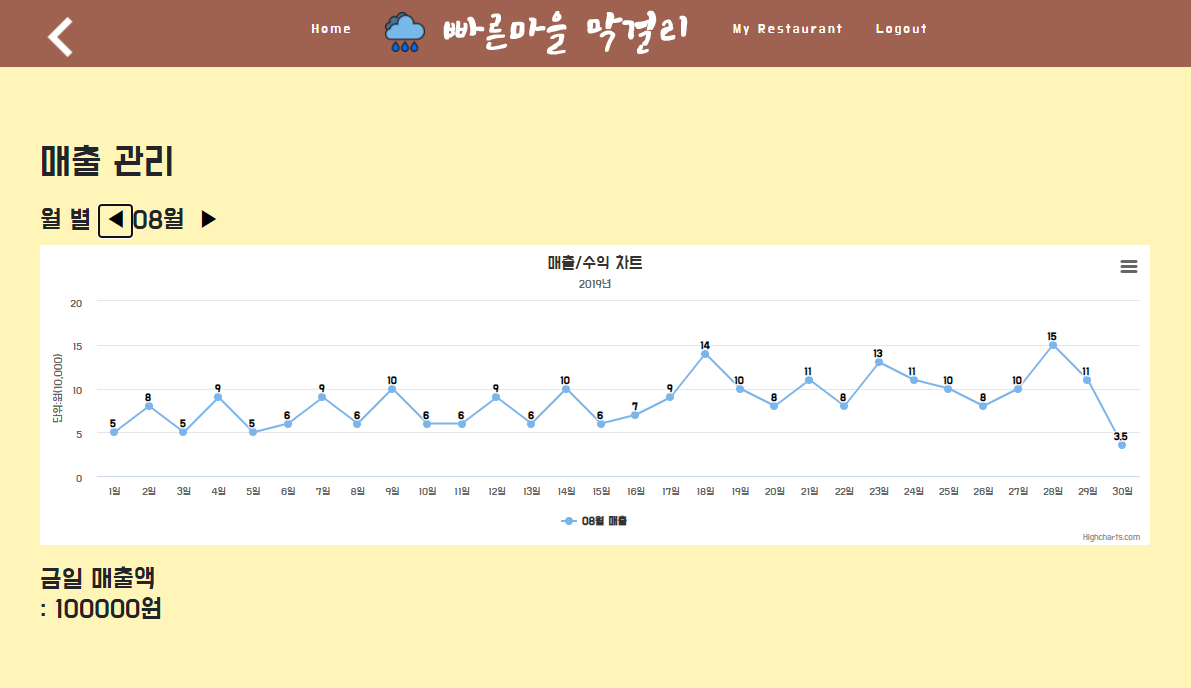 Home 빠른마을 막걸리 My Restaurant Logout
매출 관리
월 별 ◀ 08월 ▶
매출/수익 차트
2019년
단위:원(10,000)
20
15
10
5
0
5 8 5 9 5 6 9 6 10 6 6 9 6 10 6 7 9 14 10 8 11 8 13 11 10 8 10 15 11 3.5
1일 2일 3일 4일 5일 6일 7일 8일 9일 10일 11일 12일 13일 14일 15일 16일 17일 18일 19일 20일 21일 22일 23일 24일 25일 26일 27일 28일 29일 30일
08월 매출
Highcharts.com
금일 매출액
: 100000원